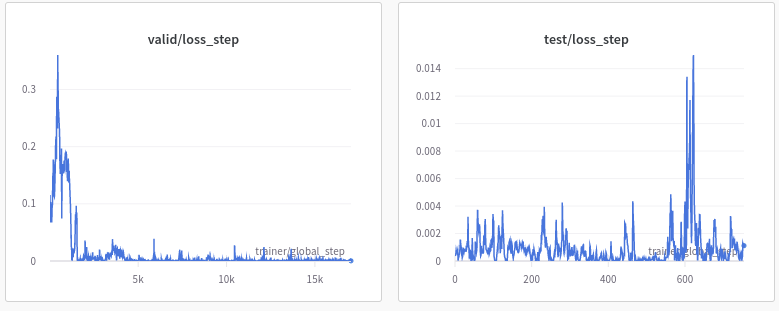 valid/loss_step
0.3
0.2
0.1
0
trainer/global_step
5k
10k
15k
test/loss_step
0.014
0.012
0.01
0.008
0.006
0.004
0.002
0
trainer/global_step
0
200
400
600